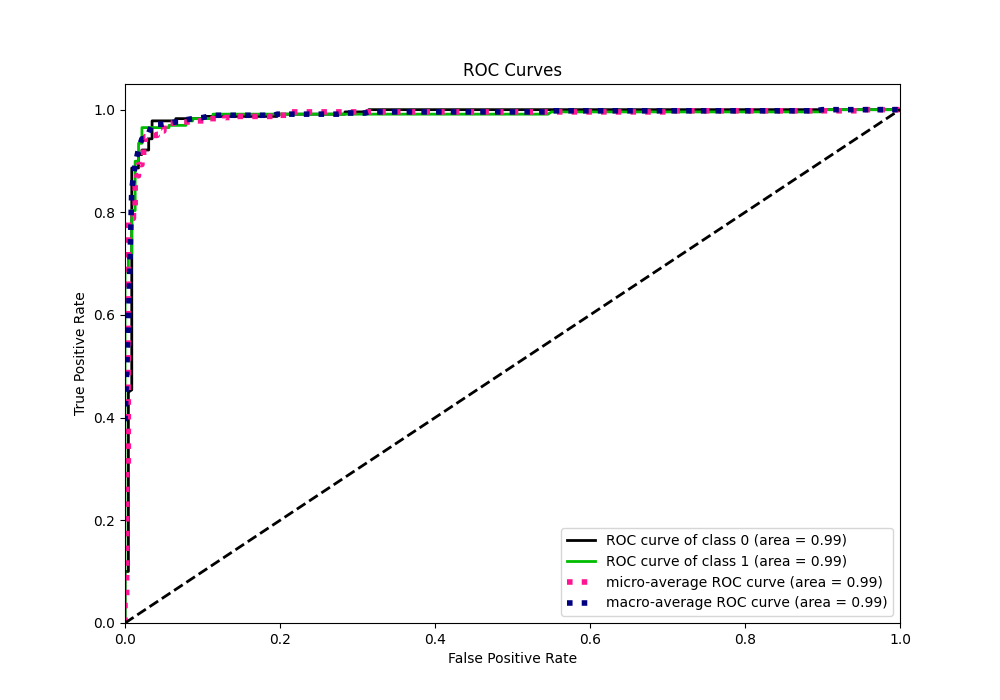 ROC Curves
1.0
0.8
0.6
0.4
0.2
0.0
True Positive Rate
ROC curve of class 0 (area = 0.99)
ROC curve of class 1 (area = 0.99)
micro-average ROC curve (area = 0.99)
macro-average ROC curve (area = 0.99)
0.0 0.2 0.4 0.6 0.8 1.0
False Positive Rate